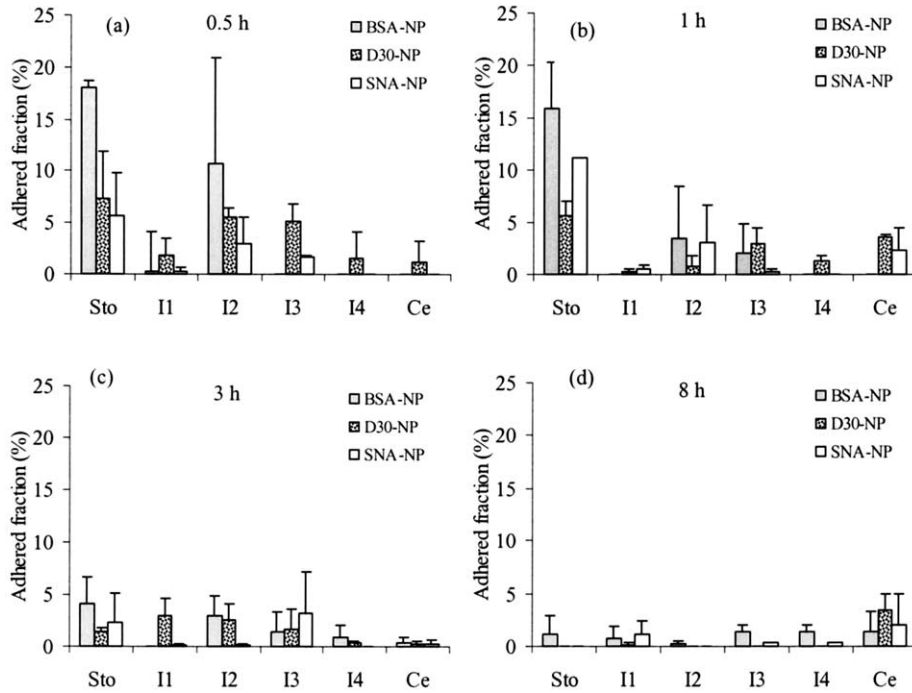 (a) 0.5 h
BSA-NP
D30-NP
SNA-NP
Adhered fraction (%)
25
20
15
10
5
0
Sto I1 I2 I3 I4 Ce
(b) 1 h
BSA-NP
D30-NP
SNA-NP
Adhered fraction (%)
25
20
15
10
5
0
Sto I1 I2 I3 I4 Ce
(c) 3 h
BSA-NP
D30-NP
SNA-NP
Adhered fraction (%)
25
20
15
10
5
0
Sto I1 I2 I3 I4 Ce
(d) 8 h
BSA-NP
D30-NP
SNA-NP
Adhered fraction (%)
25
20
15
10
5
0
Sto I1 I2 I3 I4 Ce